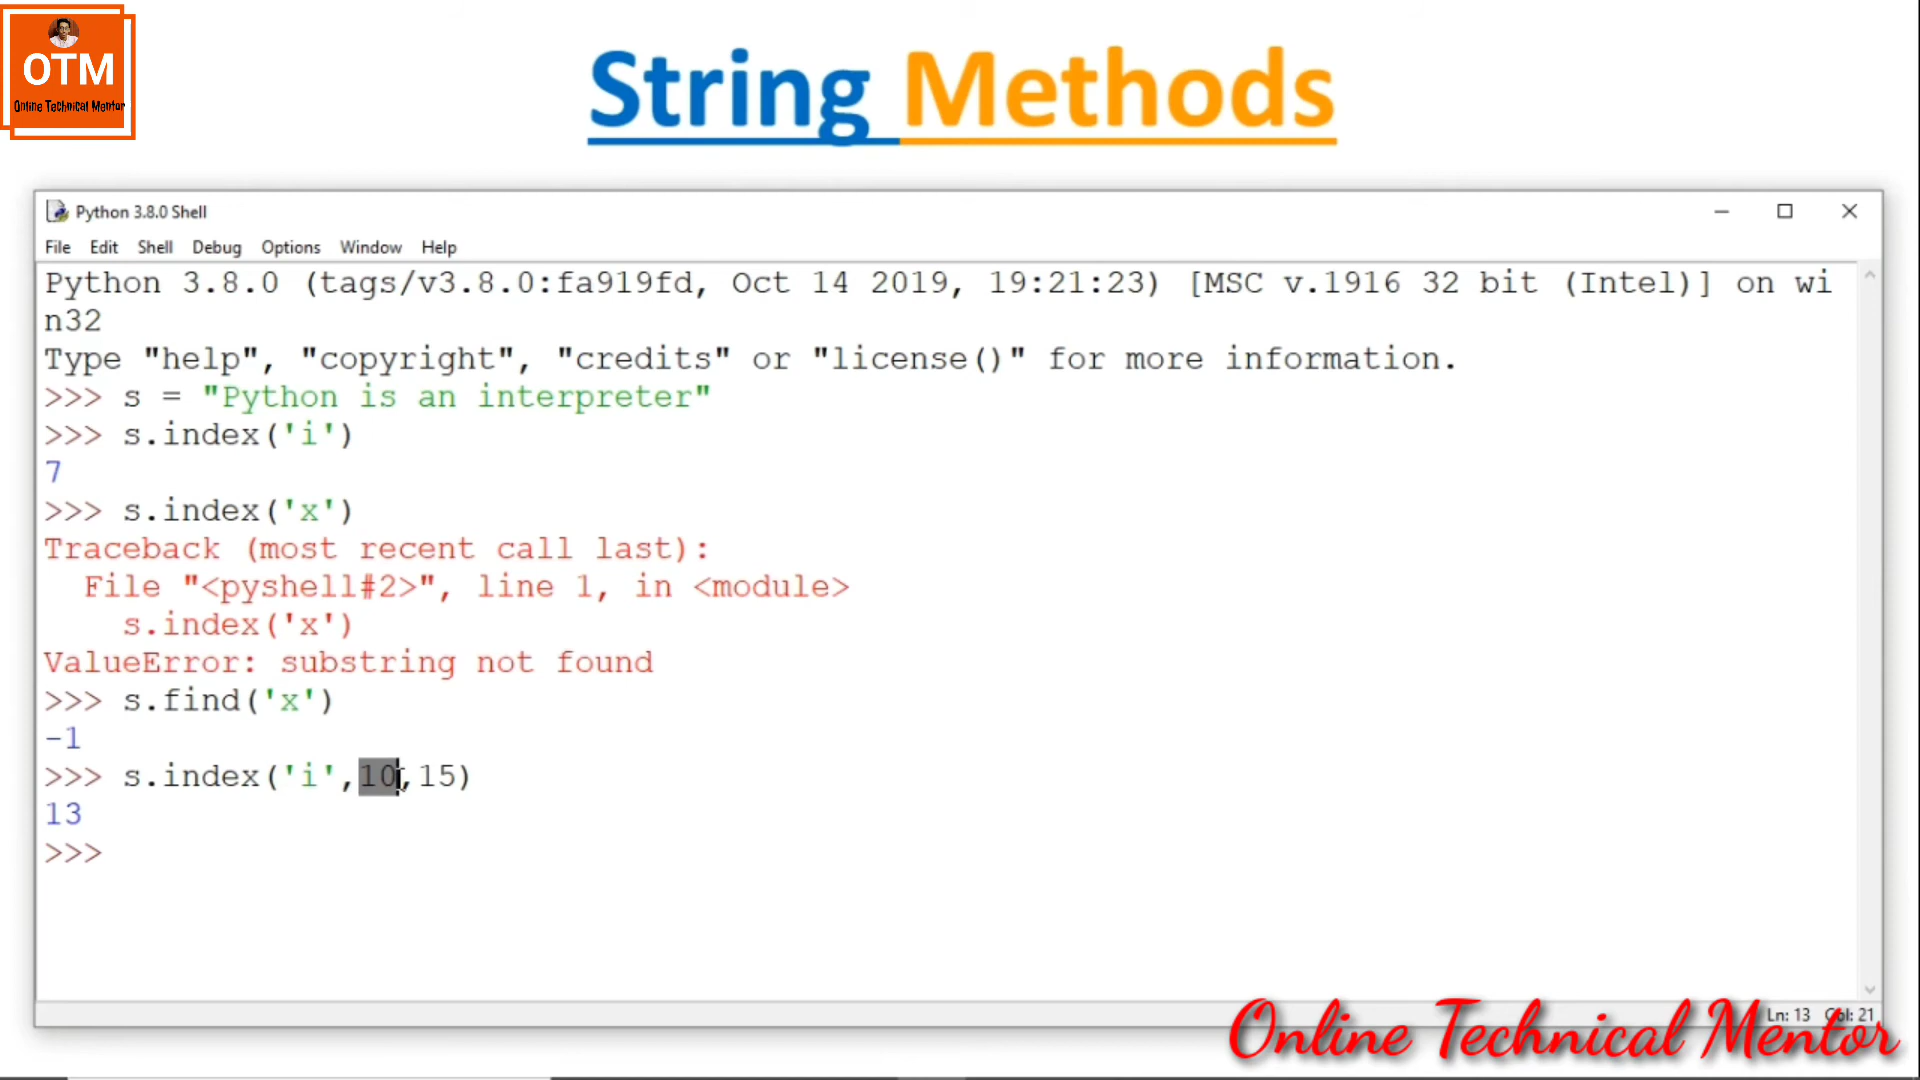 OTM
Online Technical Mentor
String Methods
Python 3.8.0 Shell
File Edit Shell Debug Options Window Help
Python 3.8.0 (tags/v3.8.0:fa919fd, Oct 14 2019, 19:21:23) [MSC v.1916 32 bit (Intel)] on wi
n32
Type "help", "copyright", "credits" or "license()" for more information.
>>> s = "Python is an interpreter"
>>> s.index('i')
7
>>> s.index('x')
Traceback (most recent call last):
  File "<pyshell#2>", line 1, in <module>
    s.index('x')
ValueError: substring not found
>>> s.find('x')
-1
>>> s.index('i',10,15)
13
>>>
Ln: 13 Col: 21
Online Technical Mentor